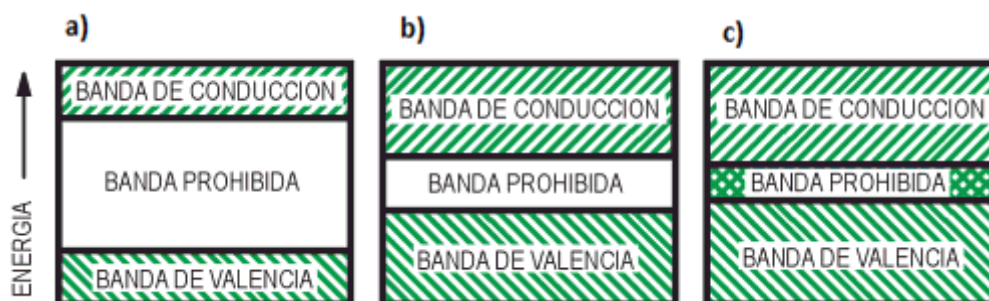 a)
b)
c)
ENERGIA
BANDA DE CONDUCCION
BANDA PROHIBIDA
BANDA DE VALENCIA
BANDA DE CONDUCCION
BANDA PROHIBIDA
BANDA DE VALENCIA
BANDA DE CONDUCCION
BANDA PROHIBIDA
BANDA DE VALENCIA